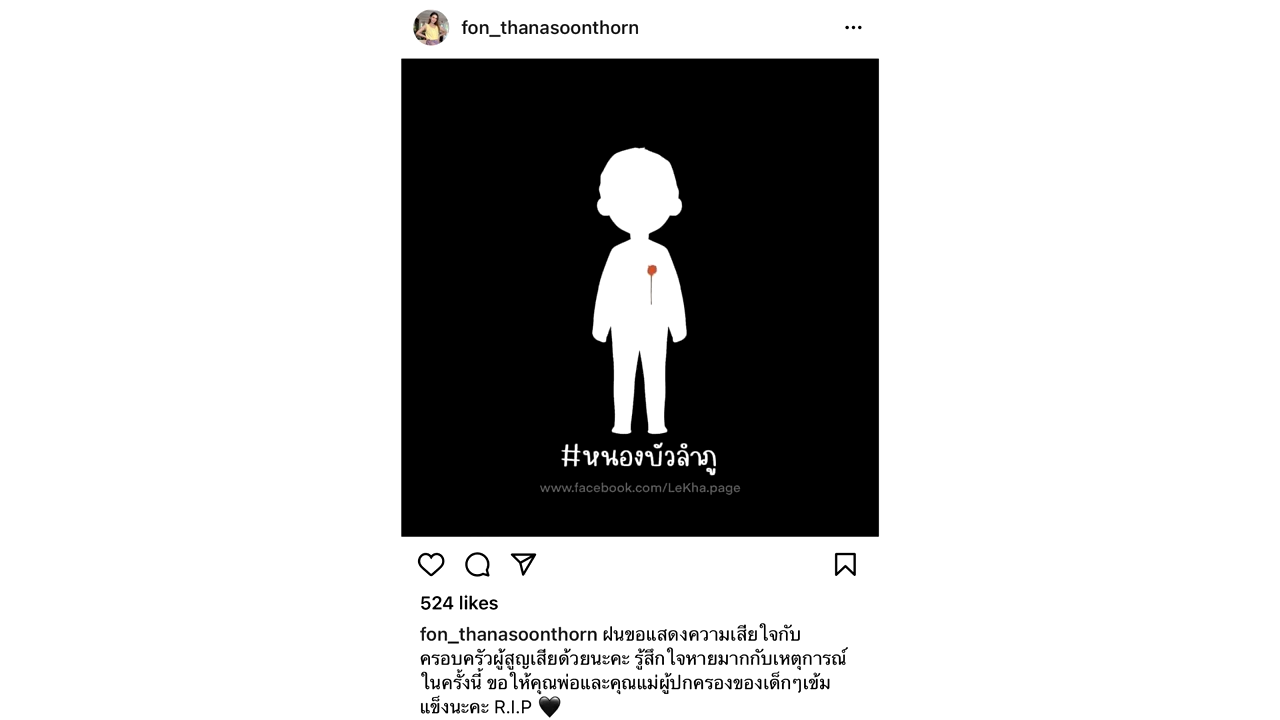 fon_thanasoonthorn
#หนองบัวลำภู
www.facebook.com/LeKha.page
524 likes
fon_thanasoonthorn ฝนขอแสดงความเสียใจกับ
ครอบครัวผู้สูญเสียด้วยนะคะ รู้สึกใจหายมากกับเหตุการณ์
ในครั้งนี้ ขอให้คุณพ่อและคุณแม่ผู้ปกครองของเด็กๆเข้ม
แข็งนะคะ R.I.P 🖤